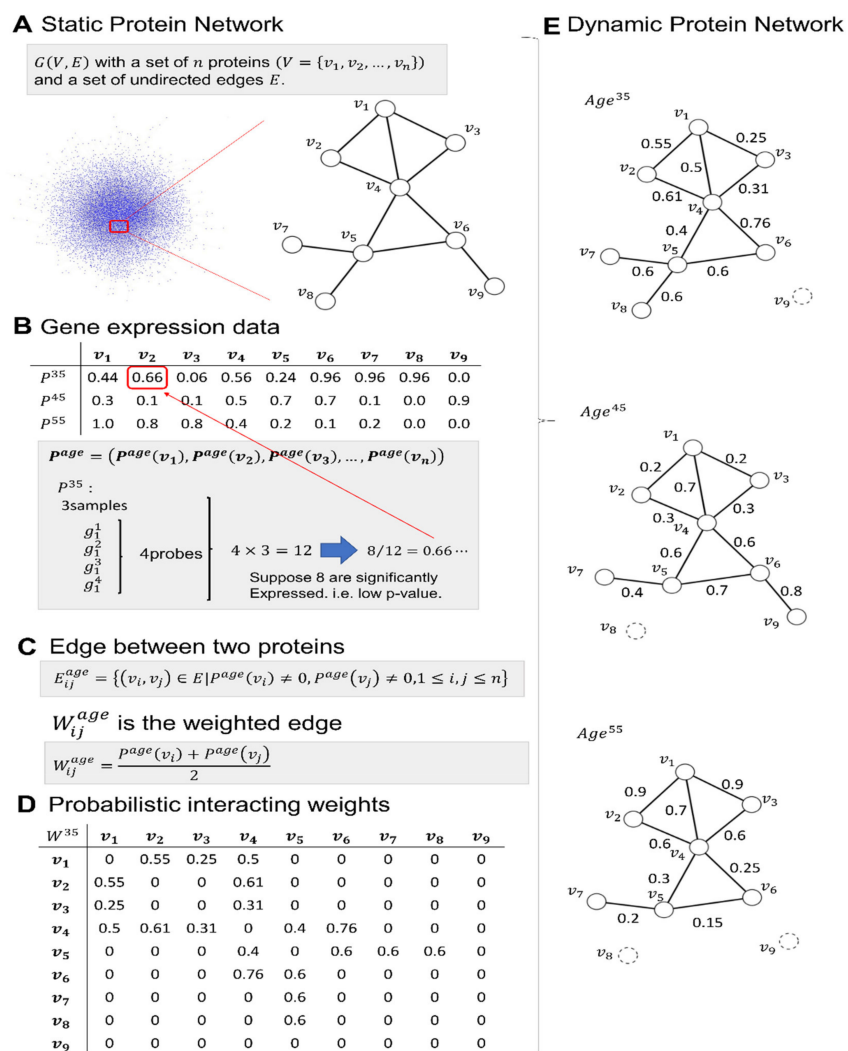 A Static Protein Network
G(V,E) with a set of n proteins (V = {v₁, v₂, ..., vₙ})
and a set of undirected edges E.
v₁
v₂
v₃
v₄
v₇
v₅
v₆
v₈
v₉
B Gene expression data
v₁ v₂ v₃ v₄ v₅ v₆ v₇ v₈ v₉
P³⁵ 0.44 0.66 0.06 0.56 0.24 0.96 0.96 0.96 0.0
P⁴⁵ 0.3 0.1 0.1 0.5 0.7 0.7 0.1 0.0 0.9
P⁵⁵ 1.0 0.8 0.8 0.4 0.2 0.1 0.2 0.0 0.0
P^age = (P^age(v₁), P^age(v₂), P^age(v₃), ..., P^age(vₙ))
P³⁵ :
3samples
g₁¹
g₁²
g₁³
g₁⁴
4probes
4 × 3 = 12
8/12 = 0.66 ⋯
Suppose 8 are significantly
Expressed. i.e. low p-value.
C Edge between two proteins
E_ij^age = {(vᵢ, vⱼ) ∈ E|P^age(vᵢ) ≠ 0, P^age(vⱼ) ≠ 0,1 ≤ i, j ≤ n}
W_ij^age is the weighted edge
W_ij^age = (P^age(vᵢ) + P^age(vⱼ)) / 2
D Probabilistic interacting weights
W³⁵ v₁ v₂ v₃ v₄ v₅ v₆ v₇ v₈ v₉
v₁ 0 0.55 0.25 0.5 0 0 0 0 0
v₂ 0.55 0 0 0.61 0 0 0 0 0
v₃ 0.25 0 0 0.31 0 0 0 0 0
v₄ 0.5 0.61 0.31 0 0.4 0.76 0 0 0
v₅ 0 0 0 0.4 0 0.6 0.6 0.6 0
v₆ 0 0 0 0.76 0.6 0 0 0 0
v₇ 0 0 0 0 0.6 0 0 0 0
v₈ 0 0 0 0 0.6 0 0 0 0
v₉ 0 0 0 0 0 0 0 0 0
E Dynamic Protein Network
Age³⁵
v₁
0.55 0.25
v₂ 0.5 v₃
0.61 0.31
v₄
0.4 0.76
v₇ v₅ v₆
0.6 0.6
v₈ 0.6 v₉
Age⁴⁵
v₁
0.2 0.2
v₂ 0.7 v₃
0.3 0.3
v₄
0.6 0.6
v₇ v₅ v₆
0.4 0.7 0.8
v₈ v₉
Age⁵⁵
v₁
0.9 0.9
v₂ 0.7 v₃
0.6 0.6
v₄
0.3 0.25
v₇ v₅ v₆
0.2 0.15
v₈ v₉